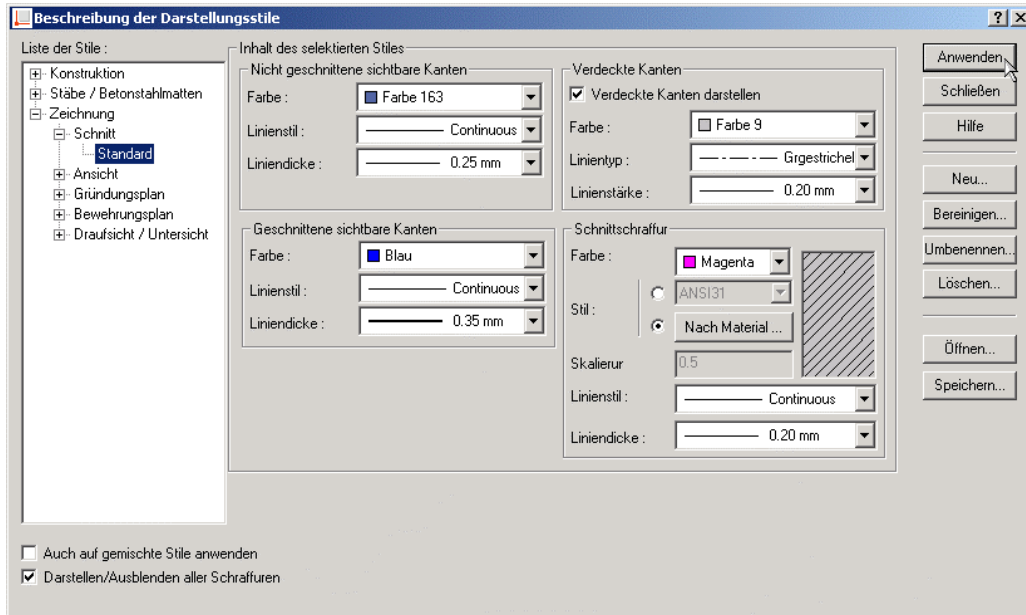 Beschreibung der Darstellungsstile
Liste der Stile :
Konstruktion
Stäbe / Betonstahlmatten
Zeichnung
Schnitt
Standard
Ansicht
Gründungsplan
Bewehrungsplan
Draufsicht / Untersicht
Inhalt des selektierten Stiles
Nicht geschnittene sichtbare Kanten
Farbe : Farbe 163
Linienstil : Continuous
Liniendicke : 0.25 mm
Verdeckte Kanten
Verdeckte Kanten darstellen
Farbe : Farbe 9
Linientyp : Grgestrichel
Linienstärke : 0.20 mm
Geschnittene sichtbare Kanten
Farbe : Blau
Linienstil : Continuous
Liniendicke : 0.35 mm
Schnittschraffur
Farbe : Magenta
Stil : ANSI31
Nach Material ...
Skalierur 0.5
Linienstil : Continuous
Liniendicke : 0.20 mm
Anwenden
Schließen
Hilfe
Neu...
Bereinigen...
Umbenennen...
Löschen...
Öffnen...
Speichern...
Auch auf gemischte Stile anwenden
Darstellen/Ausblenden aller Schraffuren